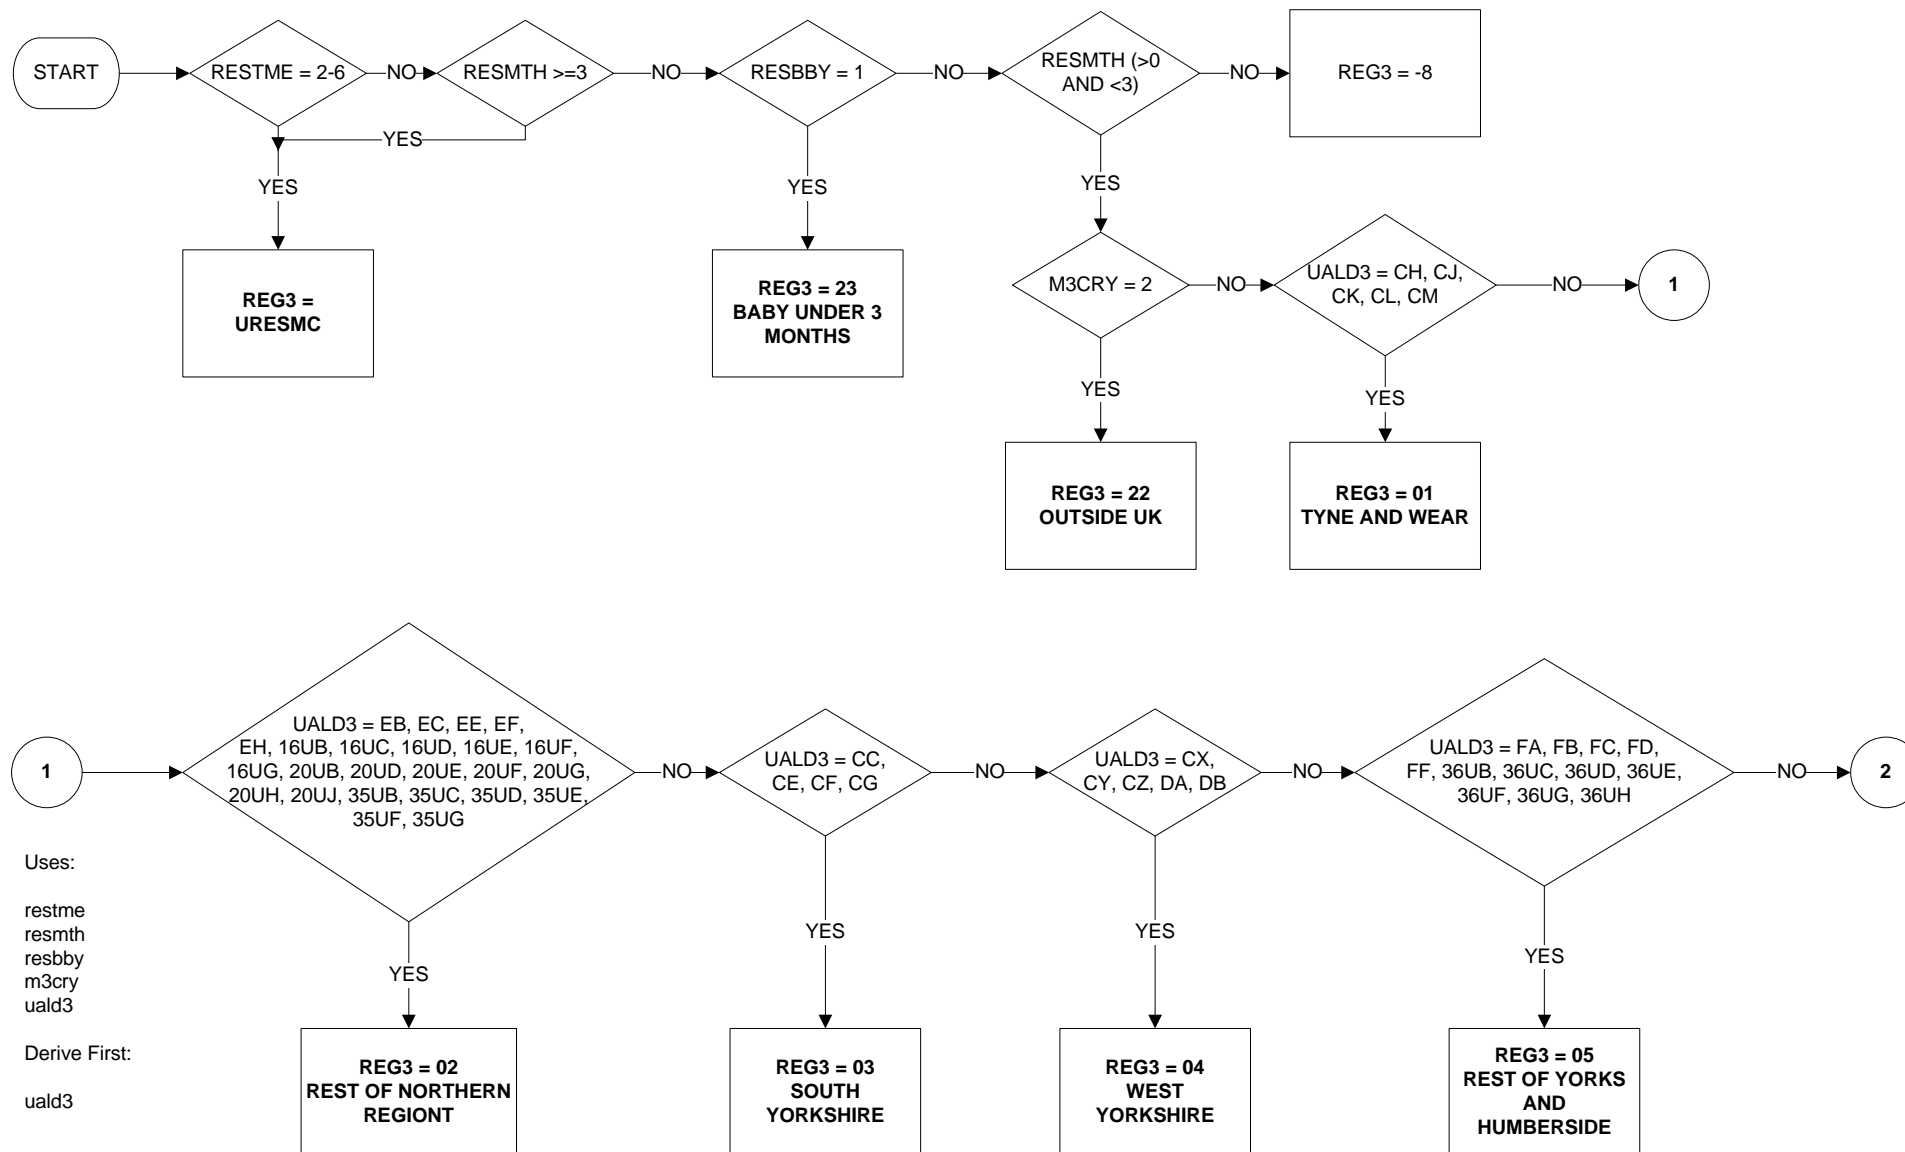 START
RESTME = 2-6
NO
RESMTH >=3
NO
RESBBY = 1
NO
RESMTH (>0
AND <3)
NO
REG3 = -8
YES
YES
YES
YES
REG3 =
URESMC
REG3 = 23
BABY UNDER 3
MONTHS
M3CRY = 2
NO
UALD3 = CH, CJ,
CK, CL, CM
NO
1
YES
YES
REG3 = 22
OUTSIDE UK
REG3 = 01
TYNE AND WEAR
1
UALD3 = EB, EC, EE, EF,
EH, 16UB, 16UC, 16UD, 16UE, 16UF,
16UG, 20UB, 20UD, 20UE, 20UF, 20UG,
20UH, 20UJ, 35UB, 35UC, 35UD, 35UE,
35UF, 35UG
NO
UALD3 = CC,
CE, CF, CG
NO
UALD3 = CX,
CY, CZ, DA, DB
NO
UALD3 = FA, FB, FC, FD,
FF, 36UB, 36UC, 36UD, 36UE,
36UF, 36UG, 36UH
NO
2
YES
YES
YES
YES
REG3 = 02
REST OF NORTHERN
REGIONT
REG3 = 03
SOUTH
YORKSHIRE
REG3 = 04
WEST
YORKSHIRE
REG3 = 05
REST OF YORKS
AND
HUMBERSIDE
Uses:
restme
resmth
resbby
m3cry
uald3
Derive First:
uald3